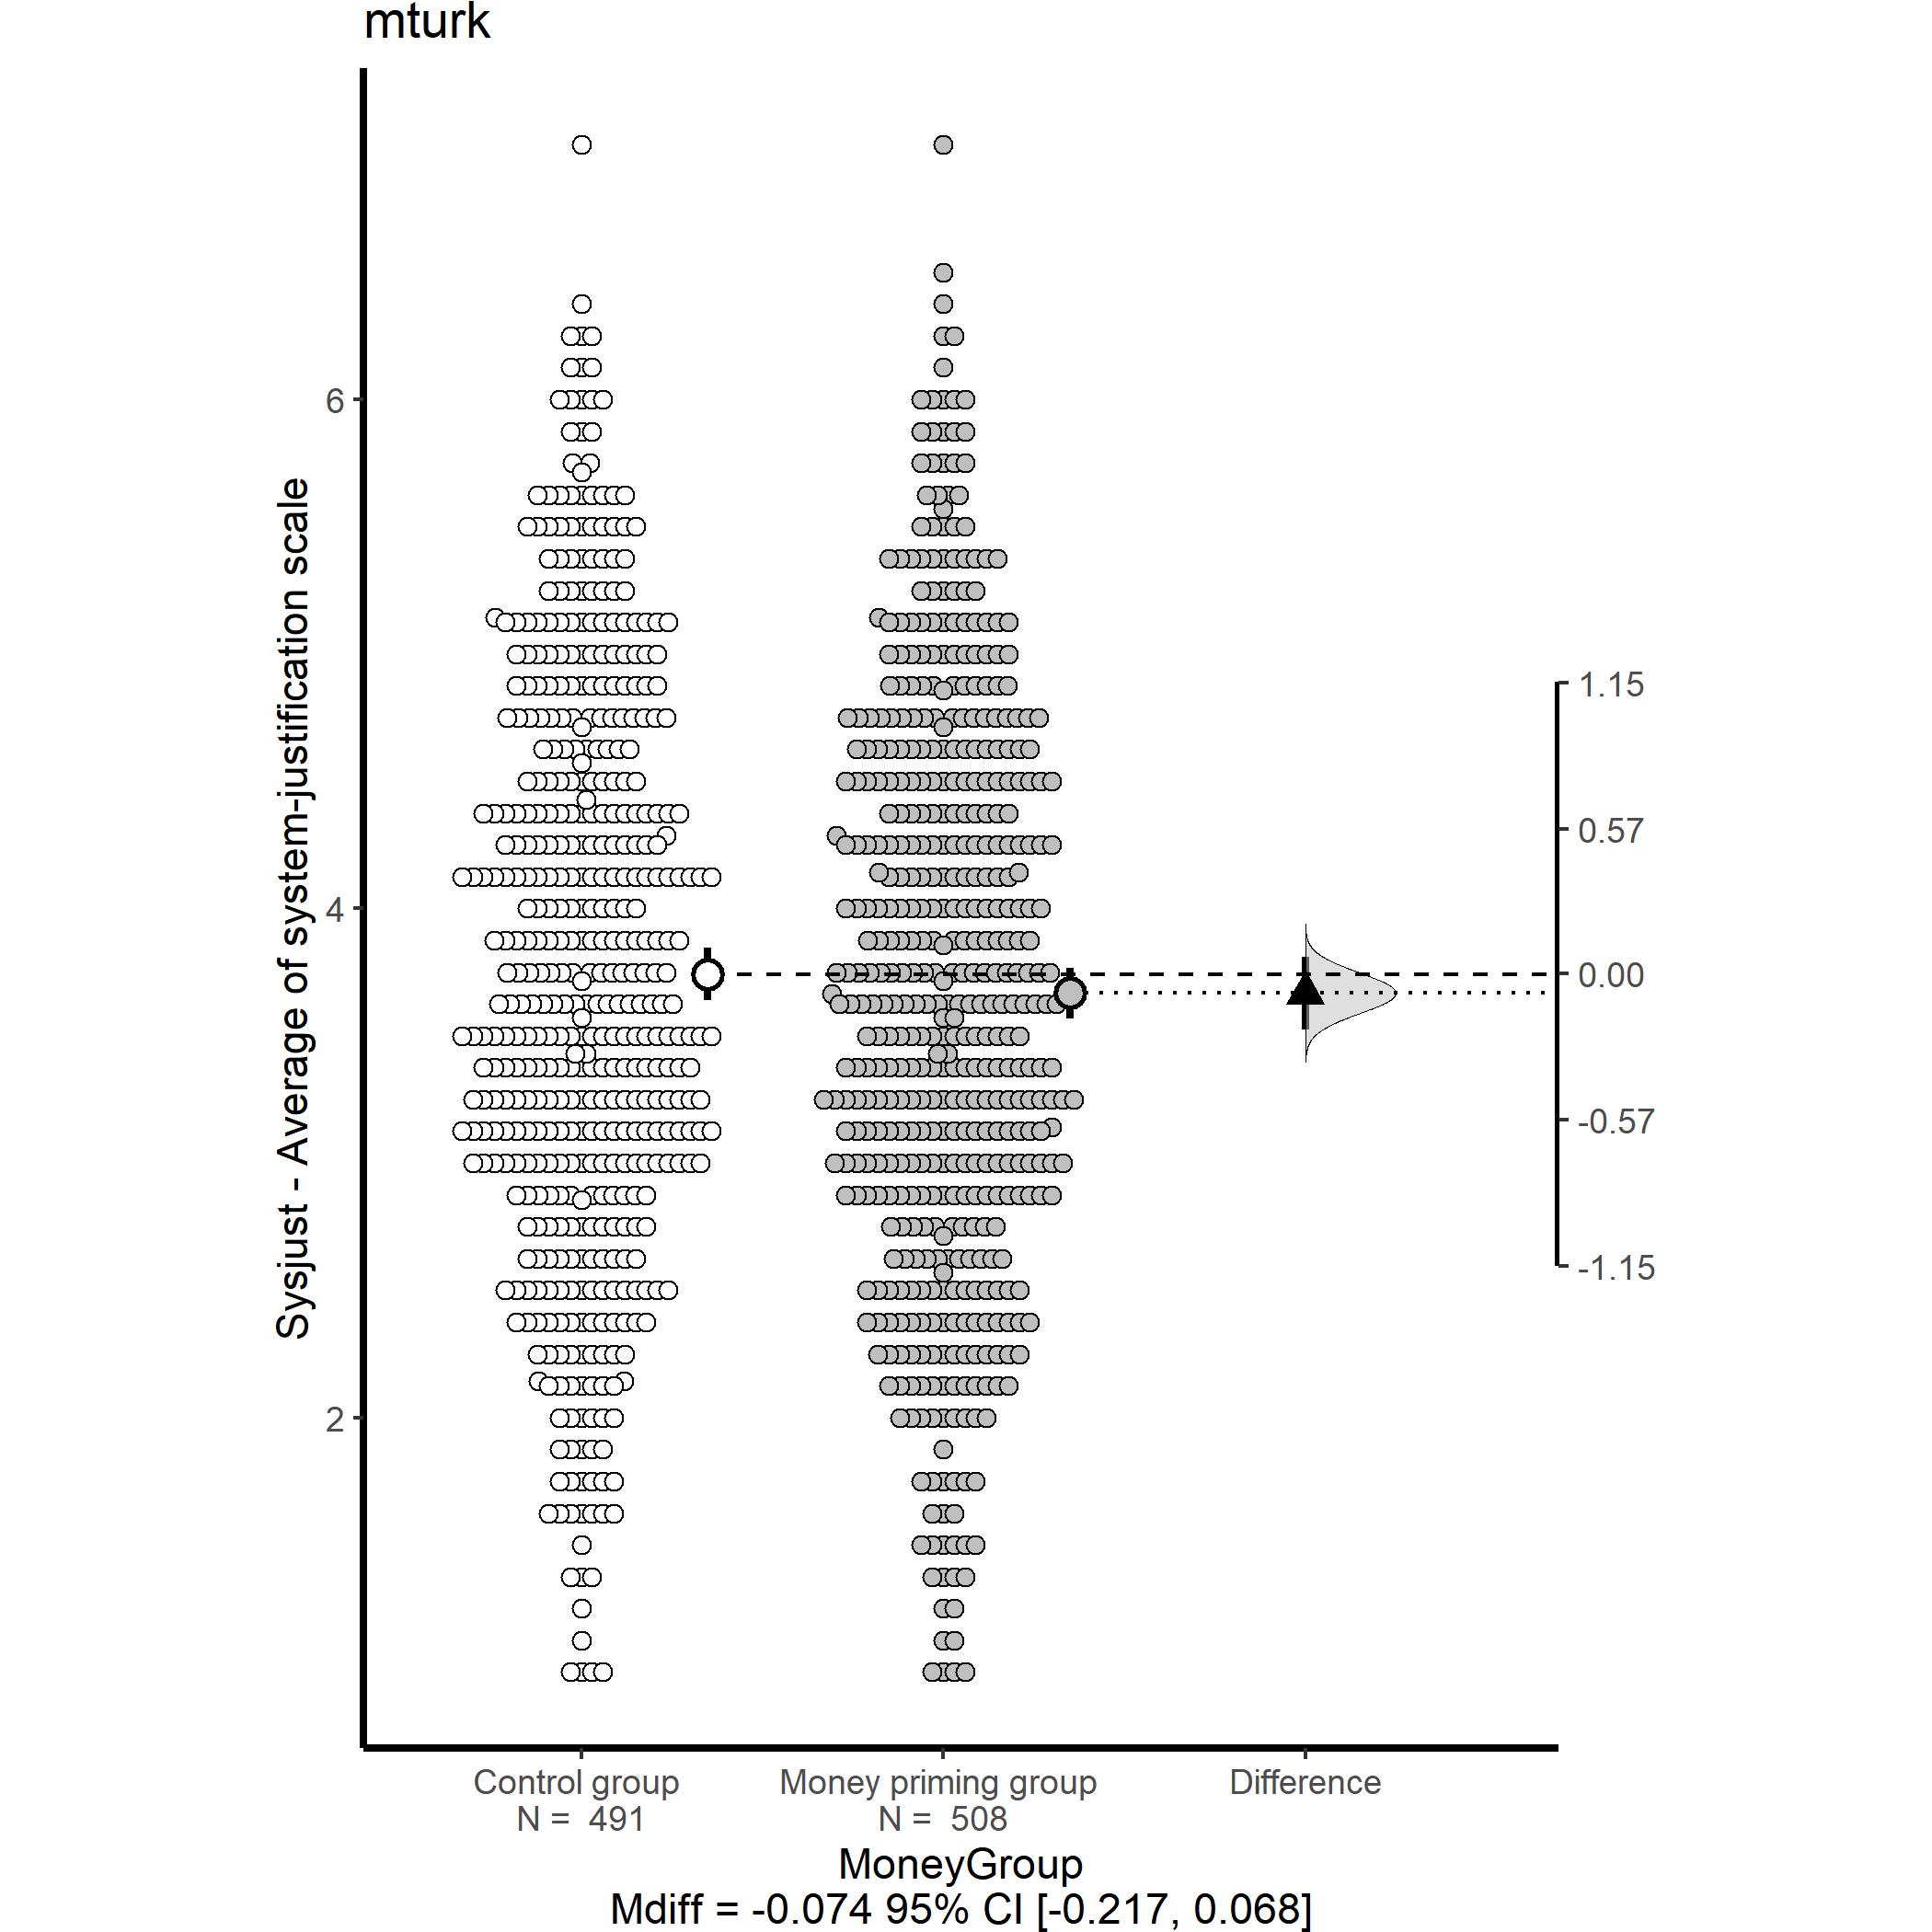 mturk
Sysjust - Average of system-justification scale
6
4
2
1.15
0.57
0.00
-0.57
-1.15
Control group
N =  491
Money priming group
N =  508
Difference
MoneyGroup
Mdiff = -0.074 95% CI [-0.217, 0.068]